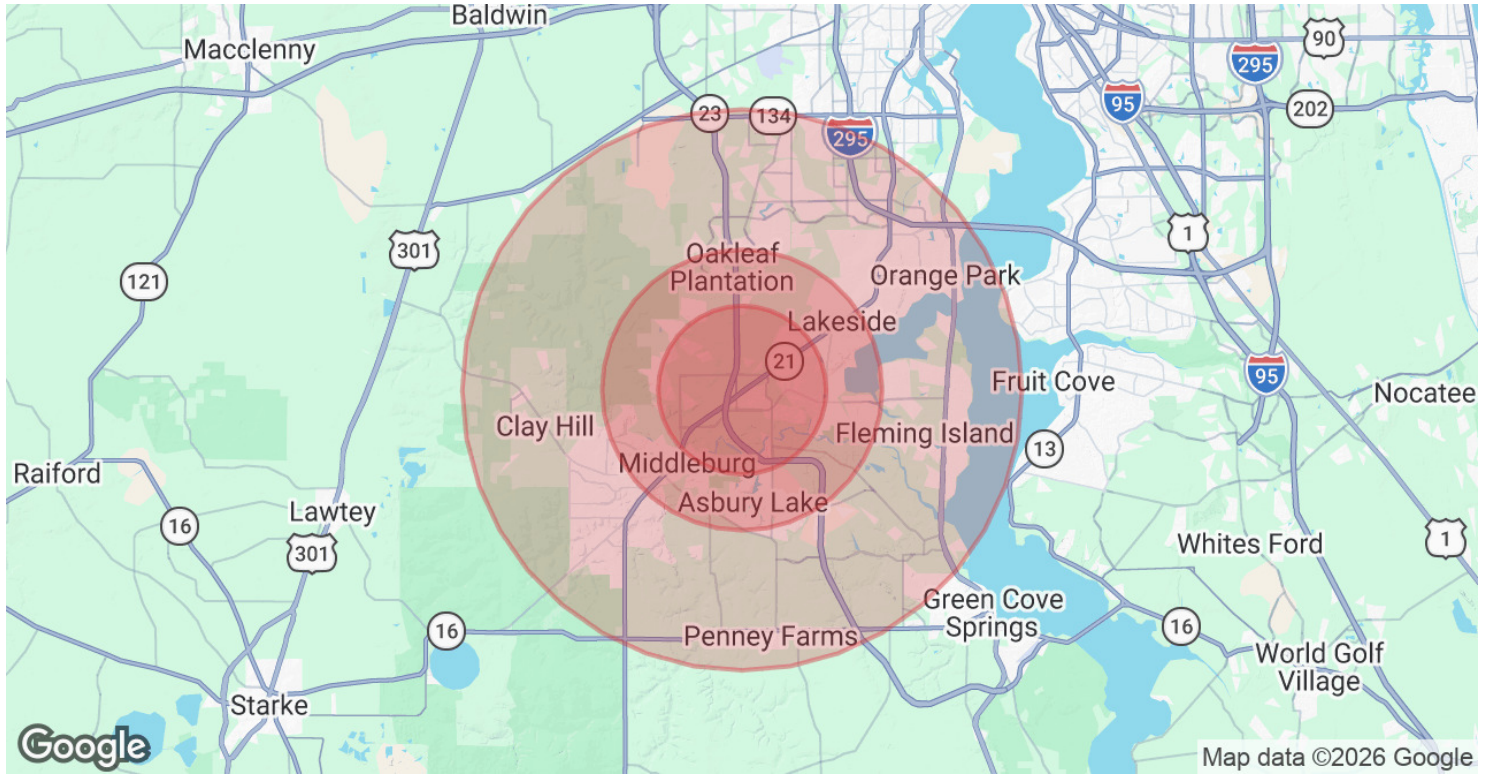 Baldwin
Macclenny
90
295
95
202
23
134
295
301
1
121
Oakleaf
Plantation
Orange Park
Lakeside
21
Fruit Cove
95
Nocatee
Clay Hill
Fleming Island
13
Middleburg
Raiford
Asbury Lake
Lawtey
16
301
1
Whites Ford
Green Cove
Springs
16
16
Penney Farms
World Golf
Village
Starke
Google
Map data ©2026 Google